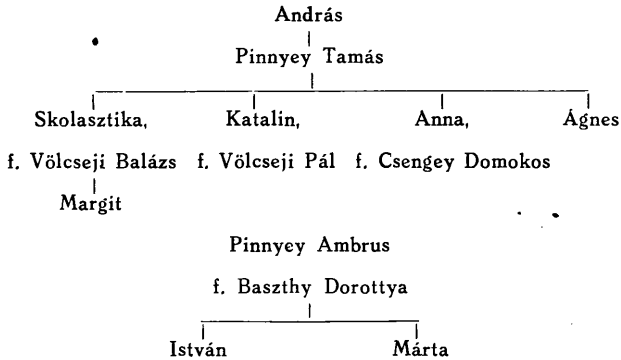 András
Pinnyey Tamás
Skolasztika, Katalin, Anna, Ágnes
f. Völcseji Balázs f. Völcseji Pál f. Csengey Domokos
Margit
Pinnyey Ambrus
f. Baszthy Dorottya
István Márta